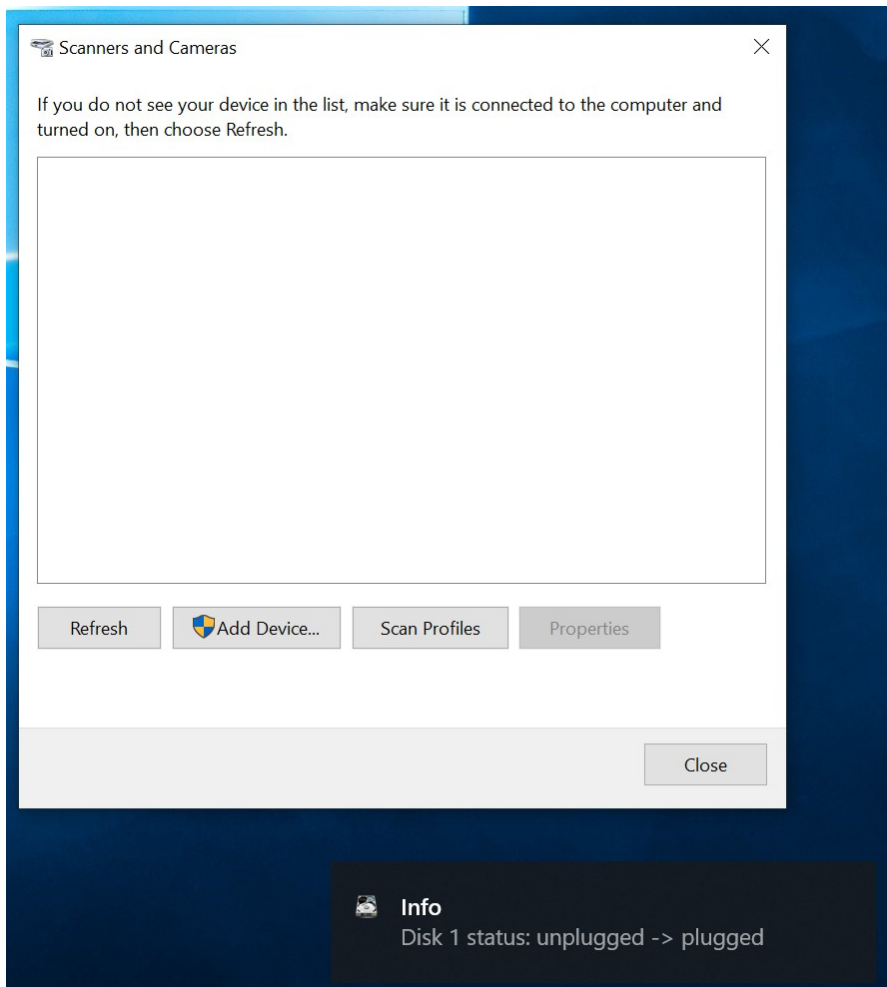 Scanners and Cameras
If you do not see your device in the list, make sure it is connected to the computer and
turned on, then choose Refresh.
Refresh
Add Device...
Scan Profiles
Properties
Close
Info
Disk 1 status: unplugged -> plugged